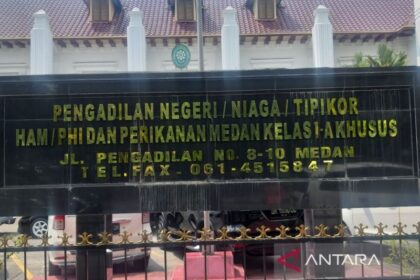 PENGADILAN NEGERI / NIAGA / TIPIKOR
HAM / PHI DAN PERIKANAN MEDAN KELAS I-A KHUSUS
JL. PENGADILAN NO. 8-10 MEDAN
TEL.FAX - 061-4515847
ANTARA